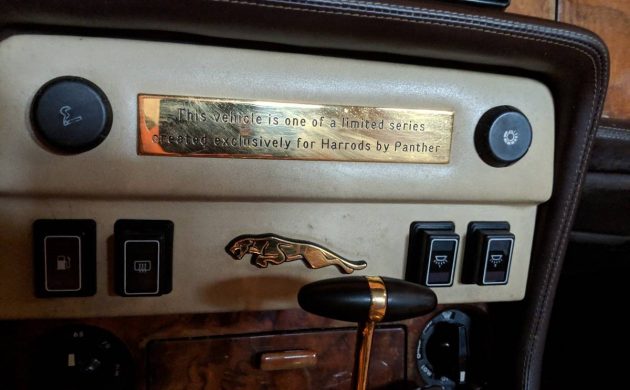 This vehicle is one of a limited series
created exclusively for Harrods by Panther